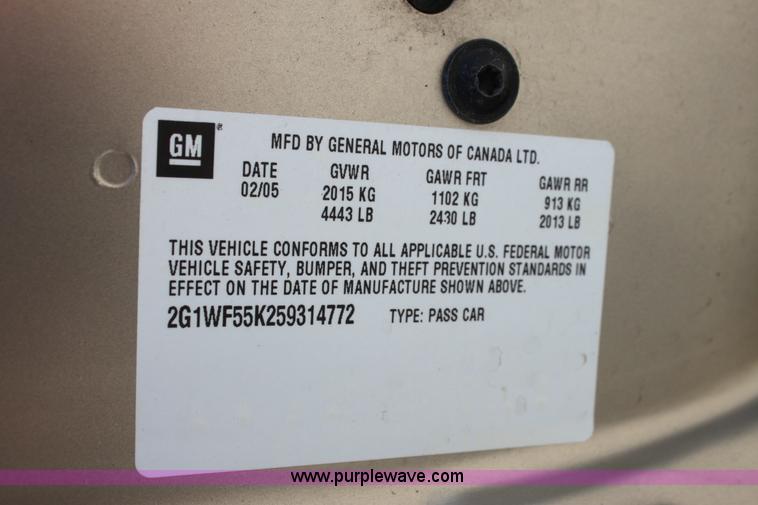 GM ®
MFD BY GENERAL MOTORS OF CANADA LTD.
DATE GVWR GAWR FRT GAWR RR
02/05 2015 KG 1102 KG 913 KG
4443 LB 2430 LB 2013 LB
THIS VEHICLE CONFORMS TO ALL APPLICABLE U.S. FEDERAL MOTOR
VEHICLE SAFETY, BUMPER, AND THEFT PREVENTION STANDARDS IN
EFFECT ON THE DATE OF MANUFACTURE SHOWN ABOVE.
2G1WF55K259314772 TYPE: PASS CAR
www.purplewave.com